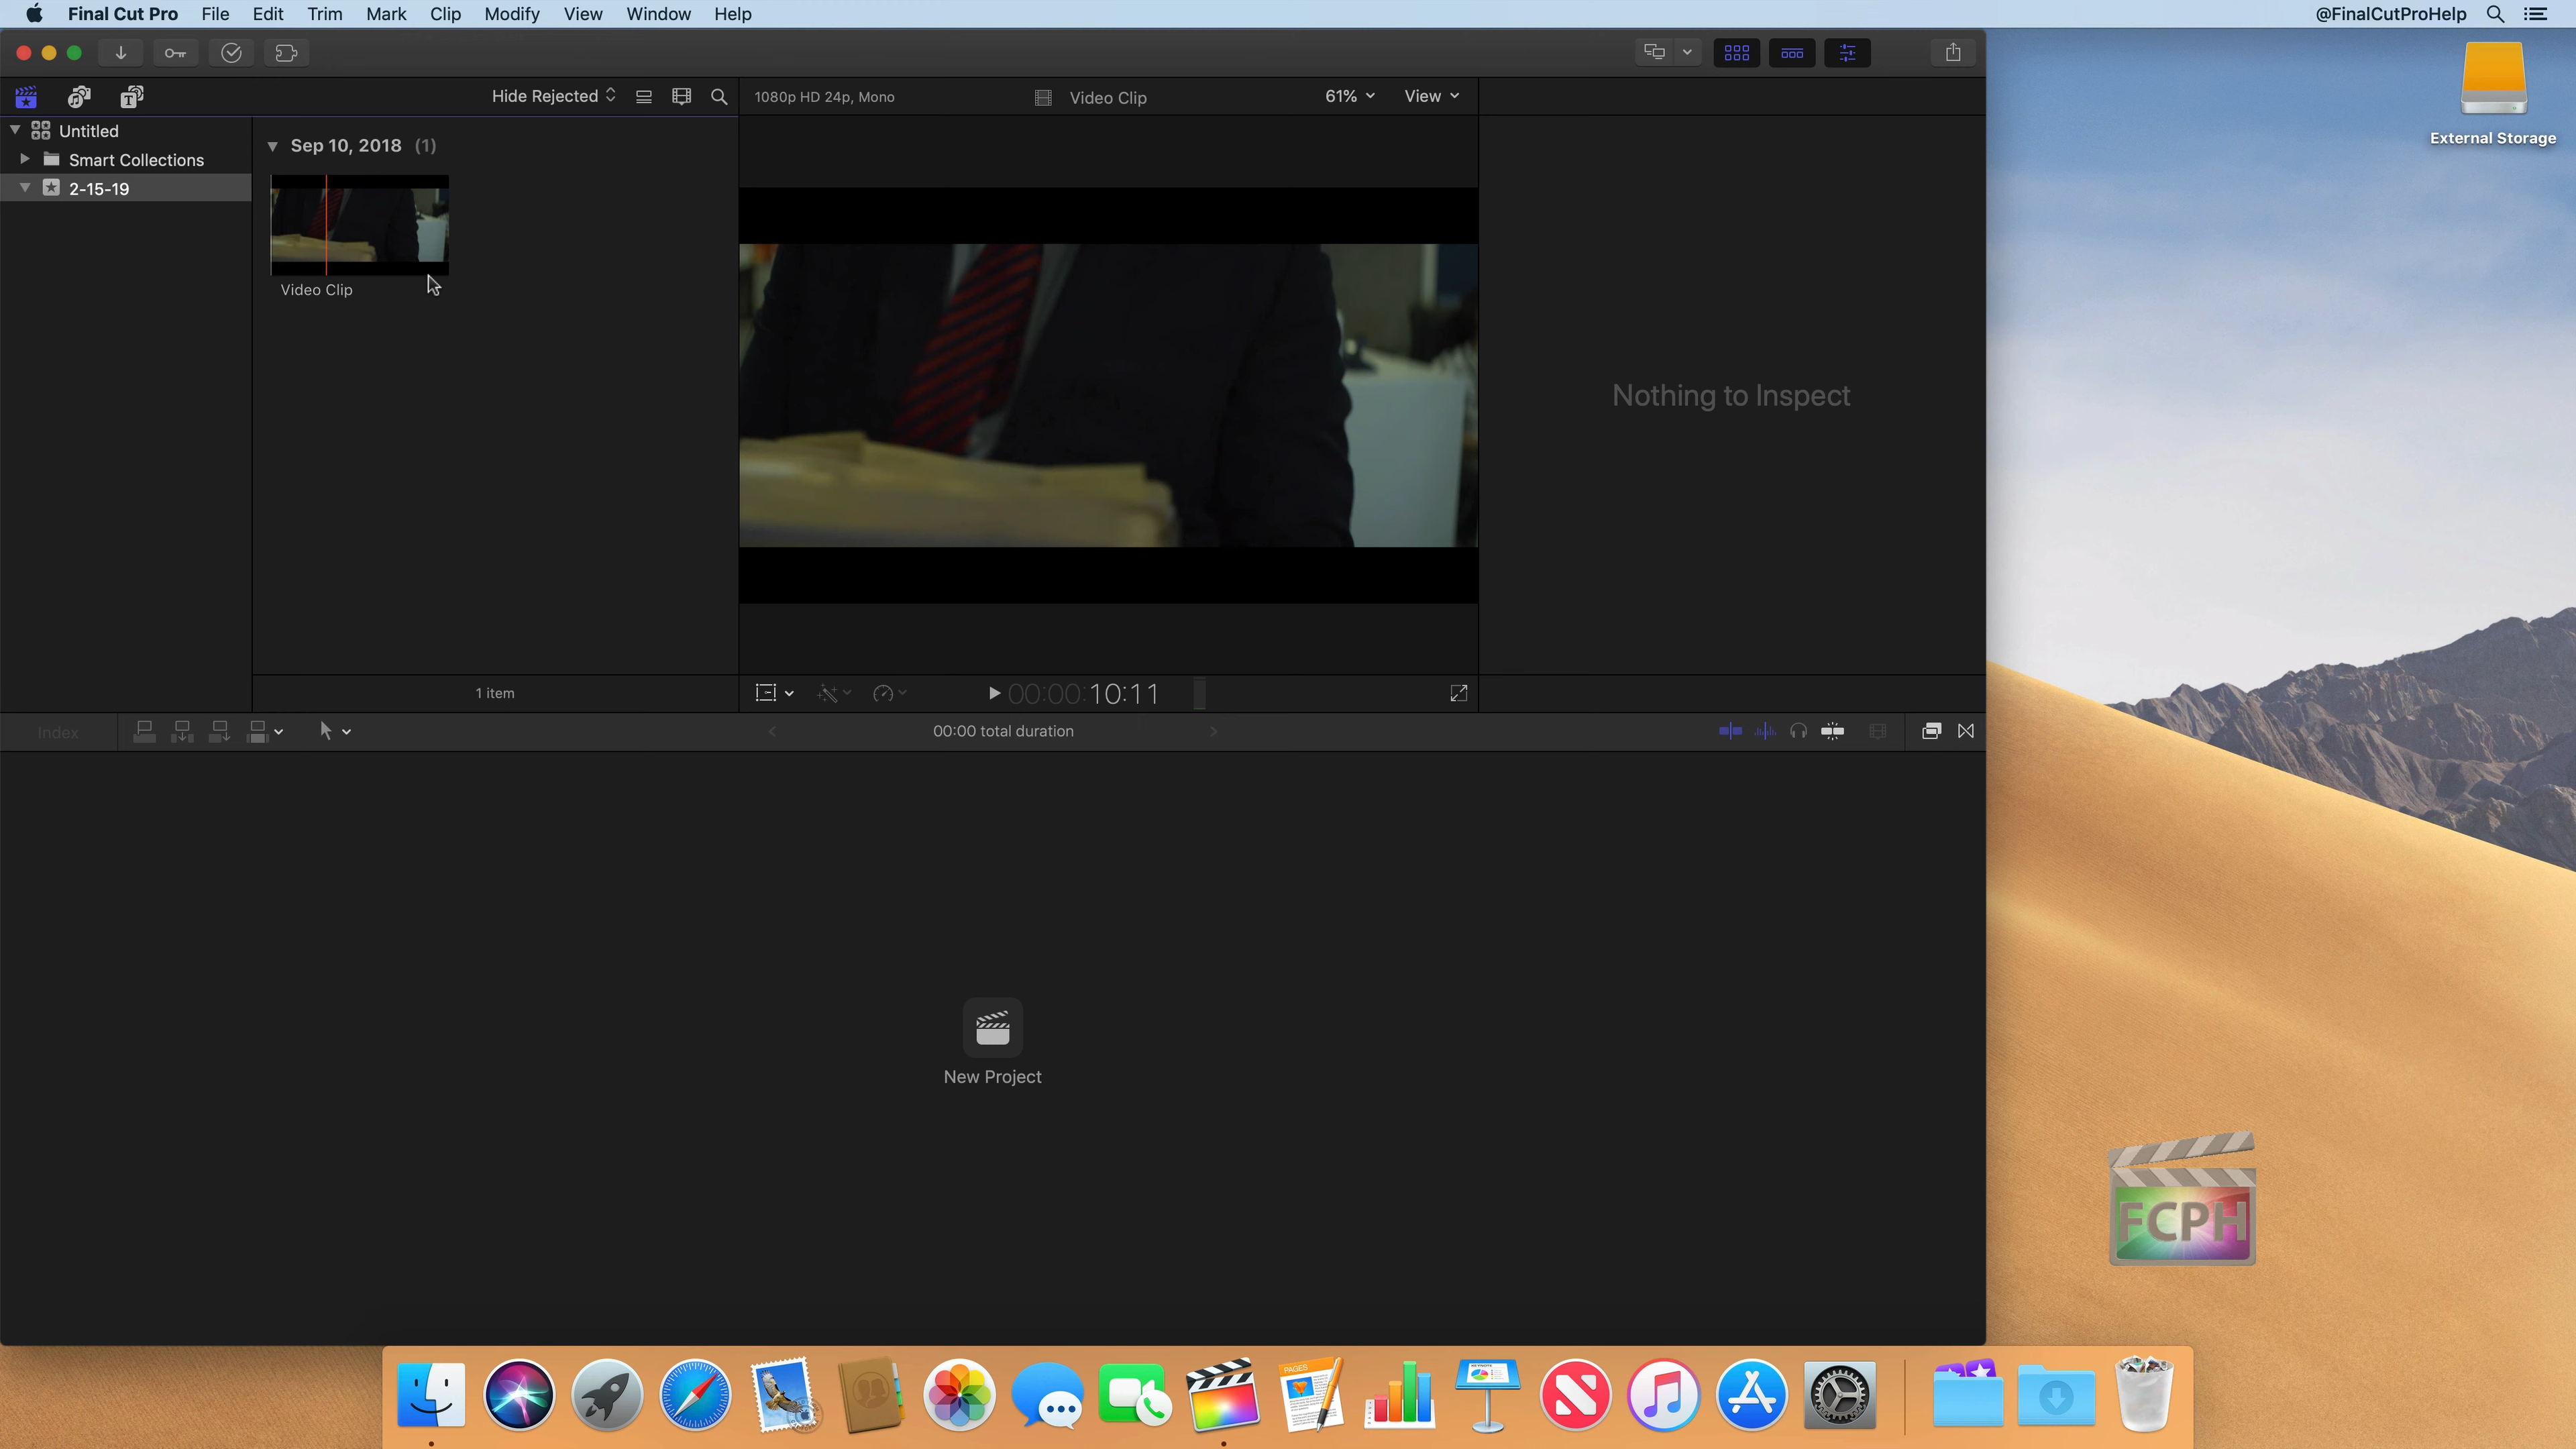 Final Cut Pro File Edit Trim Mark Clip Modify View Window Help @FinalCutProHelp
Hide Rejected 1080p HD 24p, Mono Video Clip 61% View
External Storage
Untitled
Smart Collections
2-15-19
Sep 10, 2018 (1)
Video Clip
Nothing to Inspect
1 item
00:00:10:11
Index
00:00 total duration
New Project
FCPH
PAGES